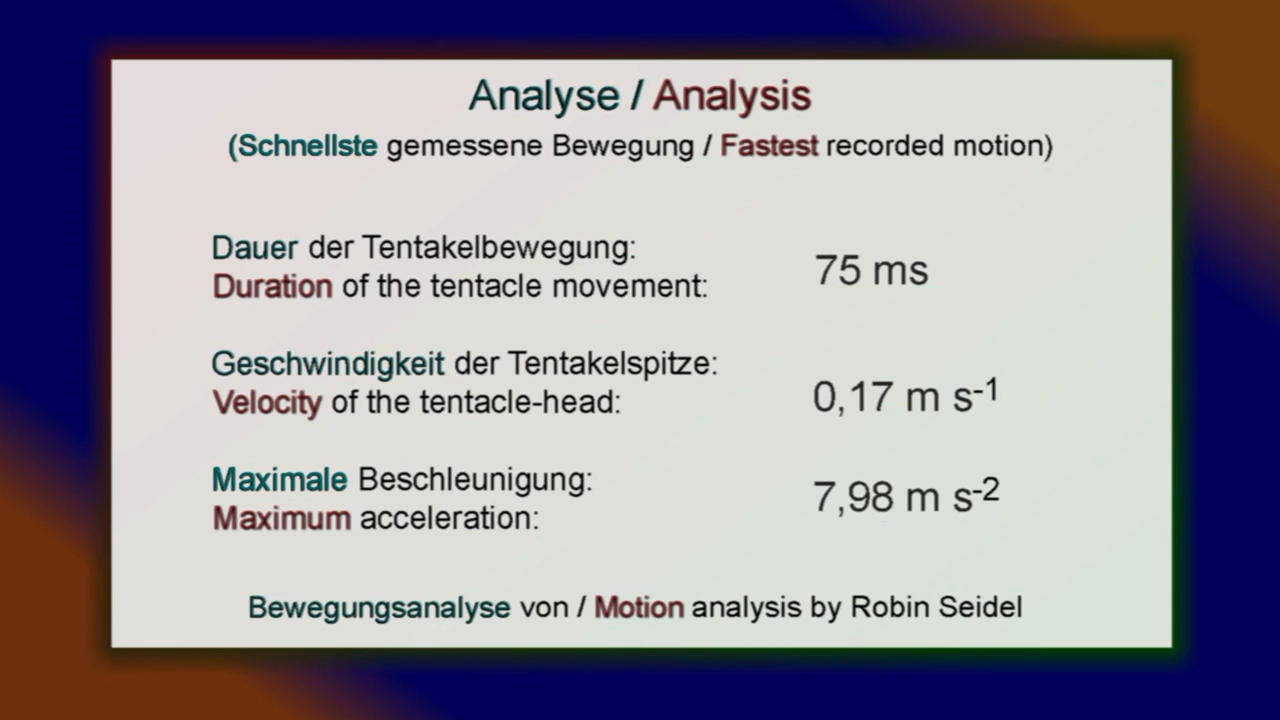 Analyse / Analysis
(Schnellste gemessene Bewegung / Fastest recorded motion)
Dauer der Tentakelbewegung:
Duration of the tentacle movement:
75 ms
Geschwindigkeit der Tentakelspitze:
Velocity of the tentacle-head:
0,17 m s-1
Maximale Beschleunigung:
Maximum acceleration:
7,98 m s-2
Bewegungsanalyse von / Motion analysis by Robin Seidel